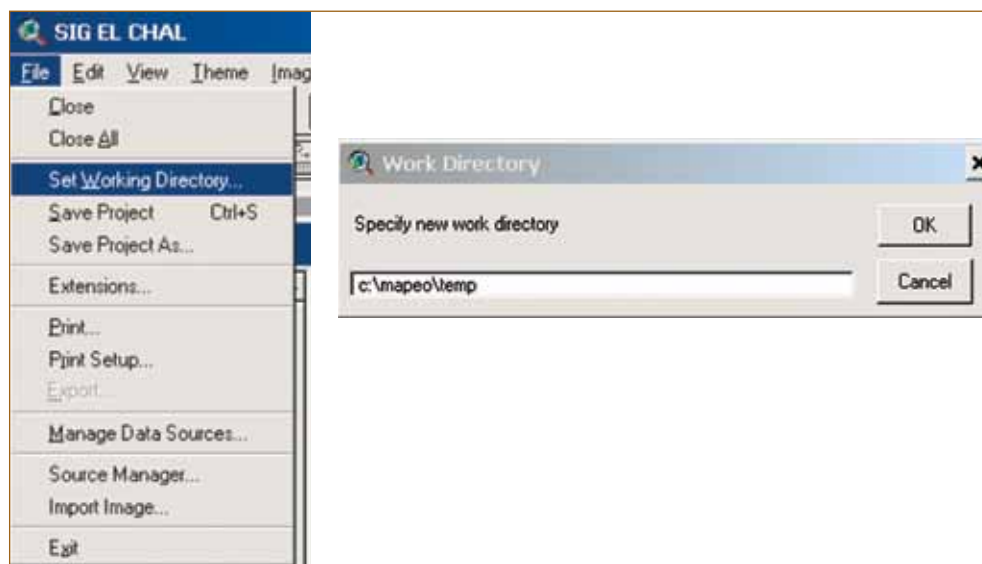 SIG EL CHAL
File Edit View Theme Imag
Close
Close All
Set Working Directory...
Save Project Ctrl+S
Save Project As...
Extensions...
Print...
Print Setup...
Export...
Manage Data Sources...
Source Manager...
Import Image...
Exit
Work Directory
Specify new work directory
OK
c:\mapeo\temp
Cancel